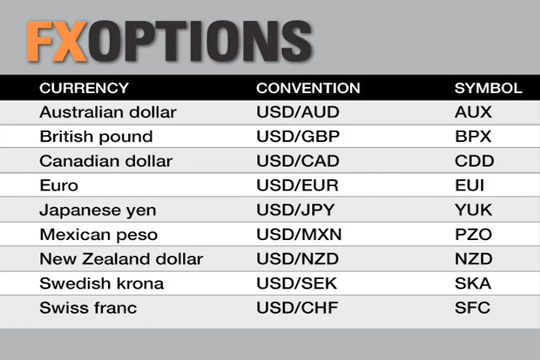 FXOPTIONS
CURRENCY CONVENTION SYMBOL
Australian dollar USD/AUD AUX
British pound USD/GBP BPX
Canadian dollar USD/CAD CDD
Euro USD/EUR EUI
Japanese yen USD/JPY YUK
Mexican peso USD/MXN PZO
New Zealand dollar USD/NZD NZD
Swedish krona USD/SEK SKA
Swiss franc USD/CHF SFC